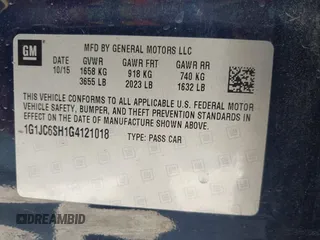 GM
MFD BY GENERAL MOTORS LLC
10/15 GVWR GAWR FRT GAWR RR
1658 KG 918 KG 740 KG
3655 LB 2023 LB 1632 LB
THIS VEHICLE CONFORMS TO ALL APPLICABLE U.S. FEDERAL MOTOR
VEHICLE SAFETY, BUMPER, AND THEFT PREVENTION STANDARDS IN
EFFECT ON THE DATE OF MANUFACTURE SHOWN ABOVE.
1G1JC6SH1G4121018 TYPE: PASS CAR
DREAMBID